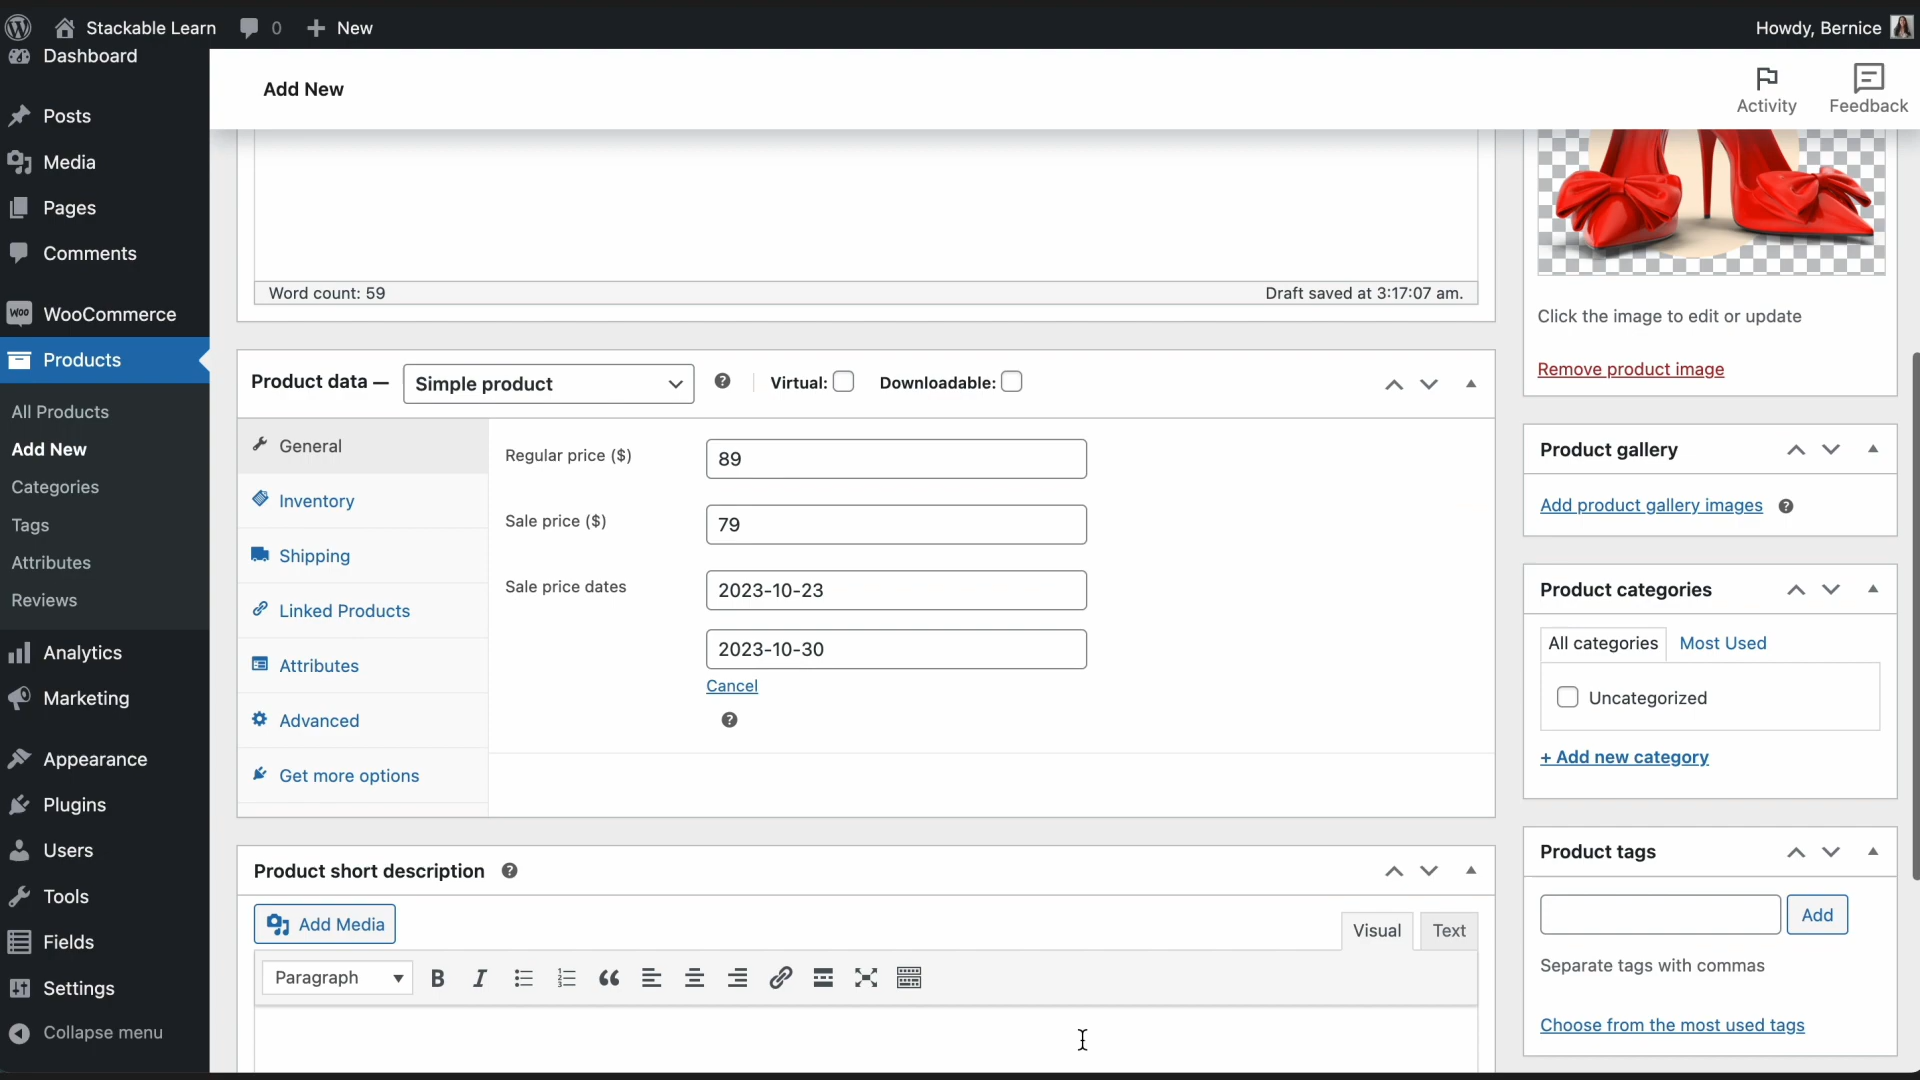 Stackable Learn
0
New
Howdy, Bernice
Dashboard
Posts
Media
Pages
Comments
WOO WooCommerce
Products
All Products
Add New
Categories
Tags
Attributes
Reviews
Analytics
Marketing
Appearance
Plugins
Users
Tools
Fields
Settings
Collapse menu
Add New
Activity
Feedback
Word count: 59
Draft saved at 3:17:07 am.
Product data —
Simple product
Virtual:
Downloadable:
General
Inventory
Shipping
Linked Products
Attributes
Advanced
Get more options
Regular price ($)
89
Sale price ($)
79
Sale price dates
2023-10-23
2023-10-30
Cancel
Product short description
Add Media
Visual
Text
Paragraph
Click the image to edit or update
Remove product image
Product gallery
Add product gallery images
Product categories
All categories
Most Used
Uncategorized
+ Add new category
Product tags
Add
Separate tags with commas
Choose from the most used tags